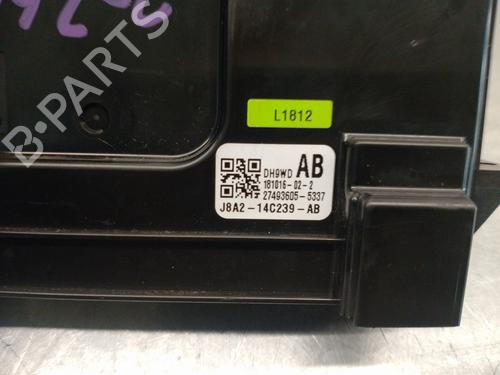 L1812
DH9WD AB
181016-02-2
27493605-5337
J8A2-14C239-AB
B-PARTS